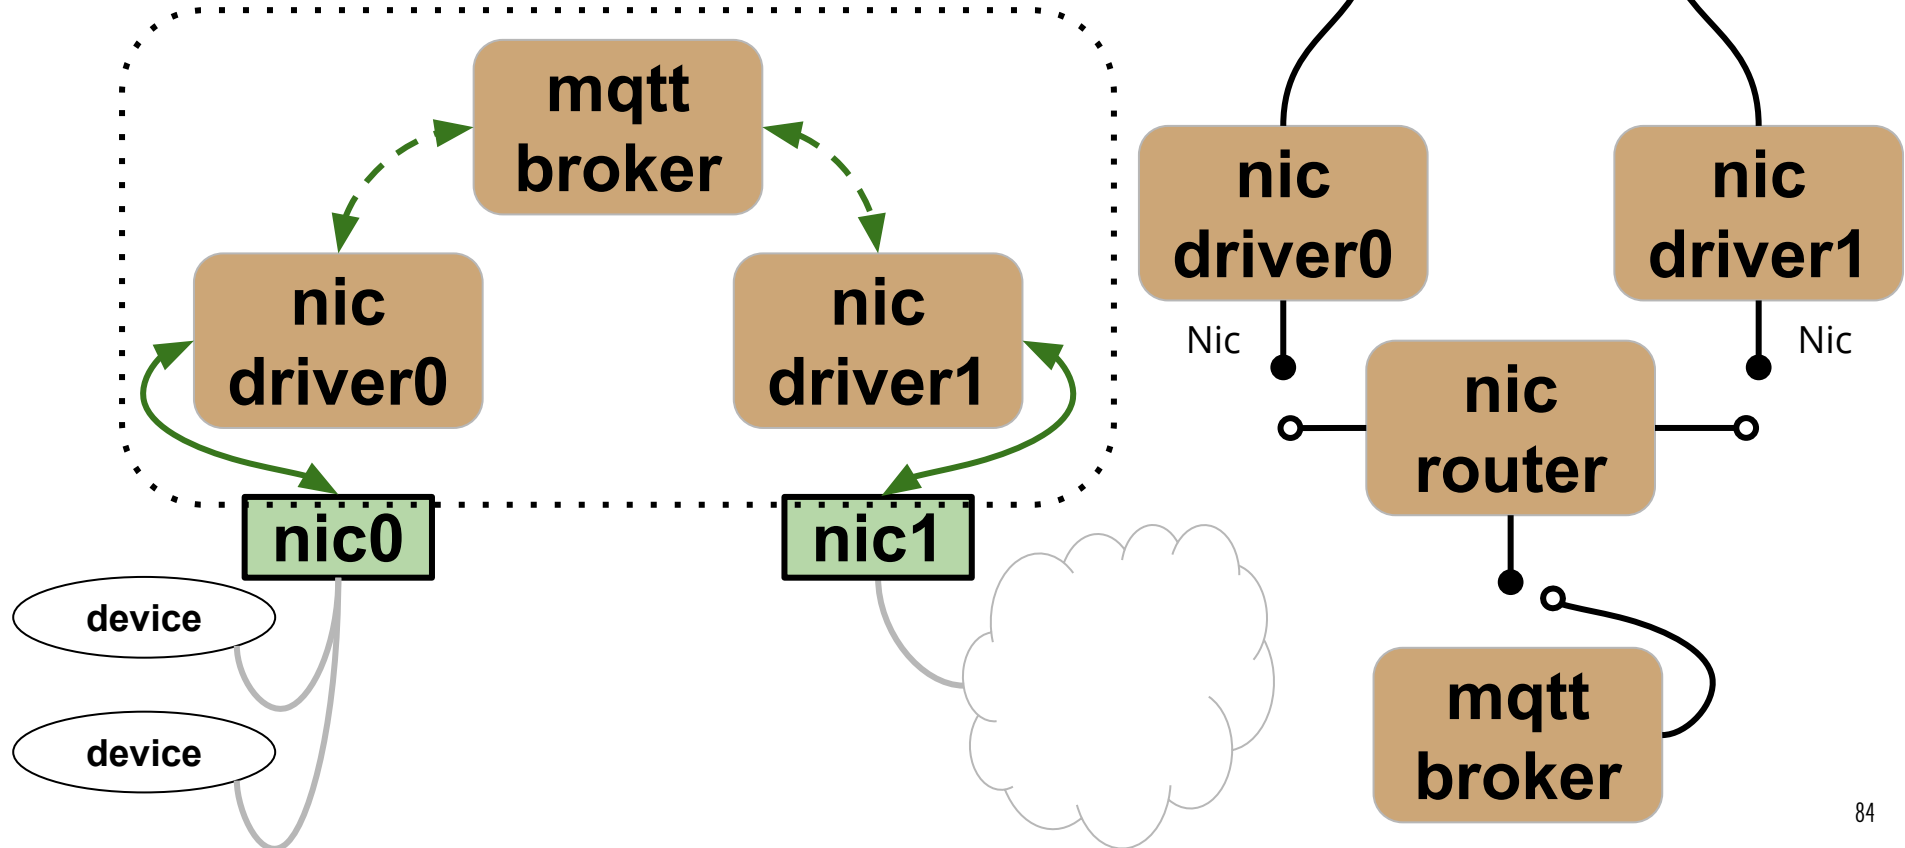 mqtt
broker
nic
driver0
nic
driver1
nic0
nic1
device
device
nic
driver0
nic
driver1
Nic
Nic
nic
router
mqtt
broker
84